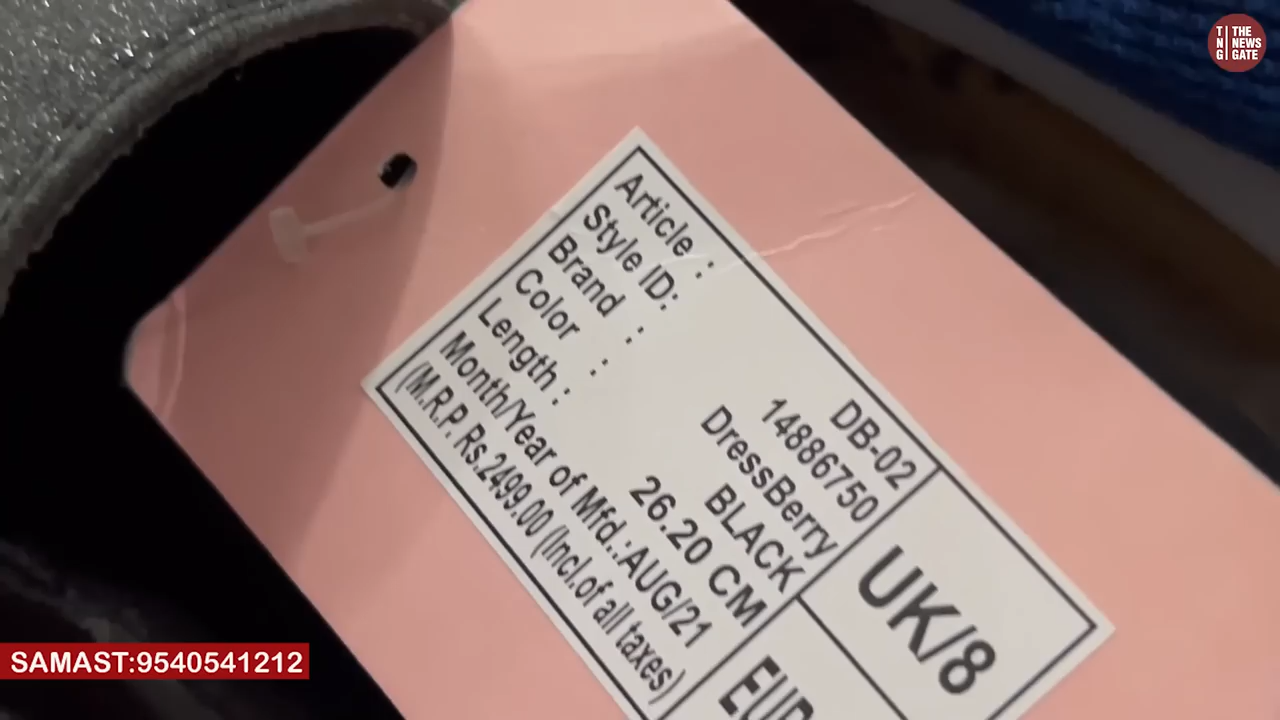 T N G THE NEWS GATE
Article : DB-02
Style ID: 14886750
Brand : DressBerry
Color : BLACK
Length : 26.20 CM
Month/Year of Mfd.:AUG/21
(M.R.P. Rs.2499.00 (Incl.of all taxes)
UK/8
SAMAST:9540541212